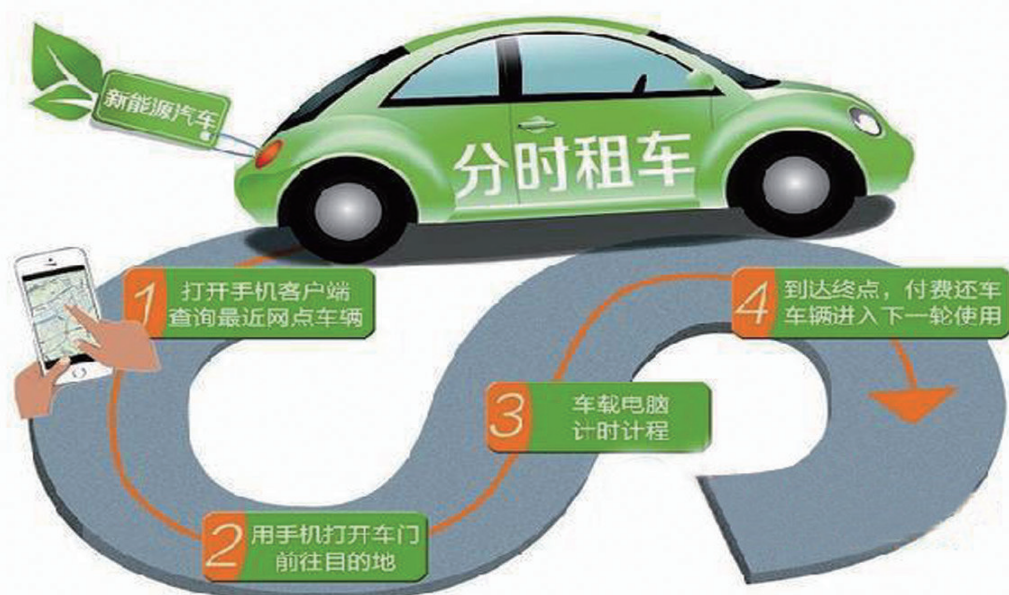 新能源汽车
分时租车
1
打开手机客户端
查询最近网点车辆
2
用手机打开车门
前往目的地
3
车载电脑
计时计程
4
到达终点，付费还车
车辆进入下一轮使用